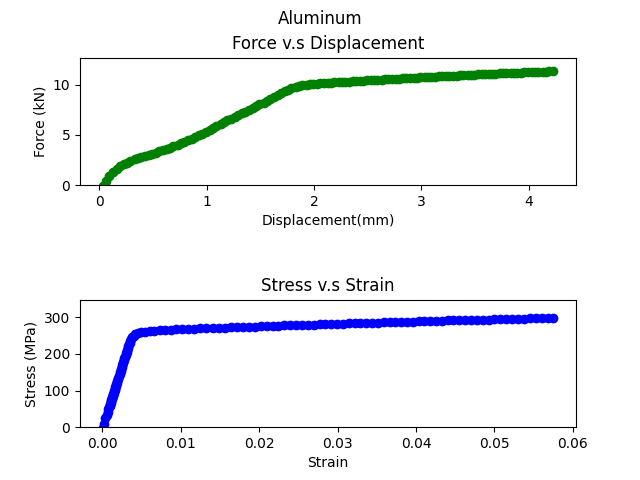 Aluminum
Force v.s Displacement
Force (kN)
10
5
0
0 1 2 3 4
Displacement(mm)
Stress v.s Strain
Stress (MPa)
300
200
100
0
0.00 0.01 0.02 0.03 0.04 0.05 0.06
Strain